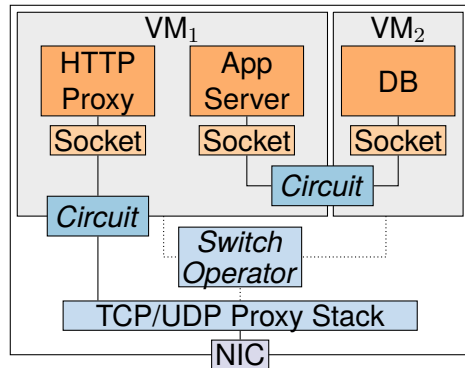 VM₁
VM₂
HTTP
Proxy
App
Server
DB
Socket
Socket
Socket
Circuit
Circuit
Switch
Operator
TCP/UDP Proxy Stack
NIC